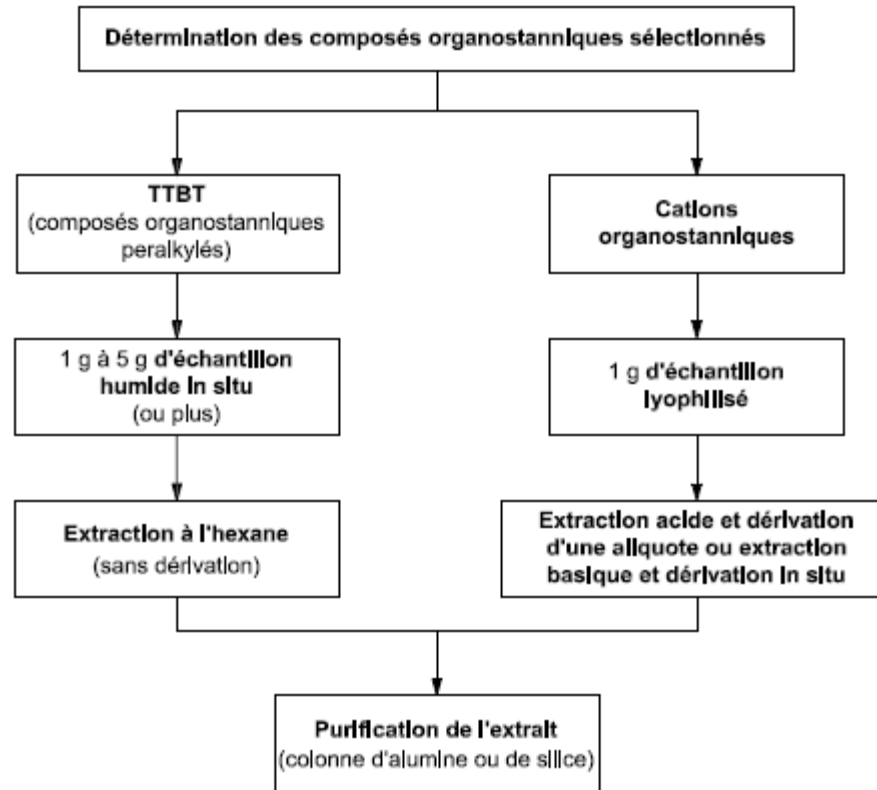 Détermination des composés organostanniques sélectionnés
TTBT
(composés organostanniques
peralkylés)
1 g à 5 g d'échantillon
humide in situ
(ou plus)
Extraction à l'hexane
(sans dérivation)
Cations
organostanniques
1 g d'échantillon
lyophilisé
Extraction acide et dérivation
d'une aliquote ou extraction
basique et dérivation in situ
Purification de l'extrait
(colonne d'alumine ou de silice)